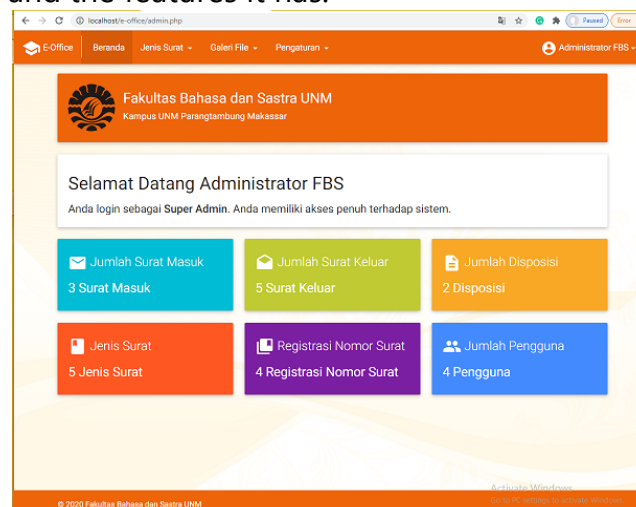 and the features it has.
localhost/e-office/admin.php
Paused
Error
E-Office Beranda Jenis Surat Galeri File Pengaturan Administrator FBS
Fakultas Bahasa dan Sastra UNM
Kampus UNM Parangtambung Makassar
Selamat Datang Administrator FBS
Anda login sebagai Super Admin. Anda memiliki akses penuh terhadap sistem.
Jumlah Surat Masuk
3 Surat Masuk
Jumlah Surat Keluar
5 Surat Keluar
Jumlah Disposisi
2 Disposisi
Jenis Surat
5 Jenis Surat
Registrasi Nomor Surat
4 Registrasi Nomor Surat
Jumlah Pengguna
4 Pengguna
Activate Windows
Go to PC settings to activate Windows.
© 2020 Fakultas Bahasa dan Sastra UNM